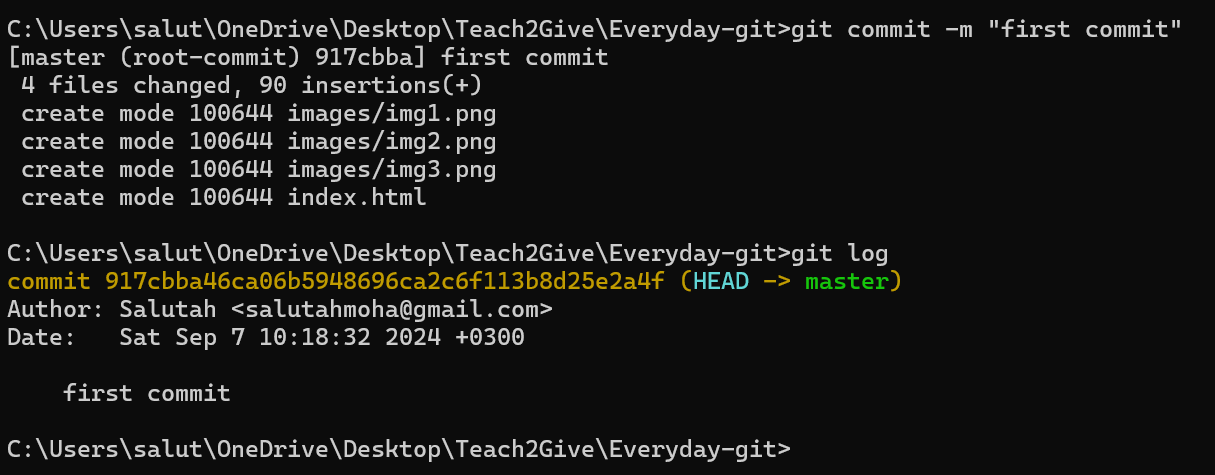 C:\Users\salut\OneDrive\Desktop\Teach2Give\Everyday-git>git commit -m "first commit"
[master (root-commit) 917cbba] first commit
 4 files changed, 90 insertions(+)
 create mode 100644 images/img1.png
 create mode 100644 images/img2.png
 create mode 100644 images/img3.png
 create mode 100644 index.html

C:\Users\salut\OneDrive\Desktop\Teach2Give\Everyday-git>git log
commit 917cbba46ca06b5948696ca2c6f113b8d25e2a4f (HEAD -> master)
Author: Salutah <salutahmoha@gmail.com>
Date:   Sat Sep 7 10:18:32 2024 +0300

    first commit

C:\Users\salut\OneDrive\Desktop\Teach2Give\Everyday-git>